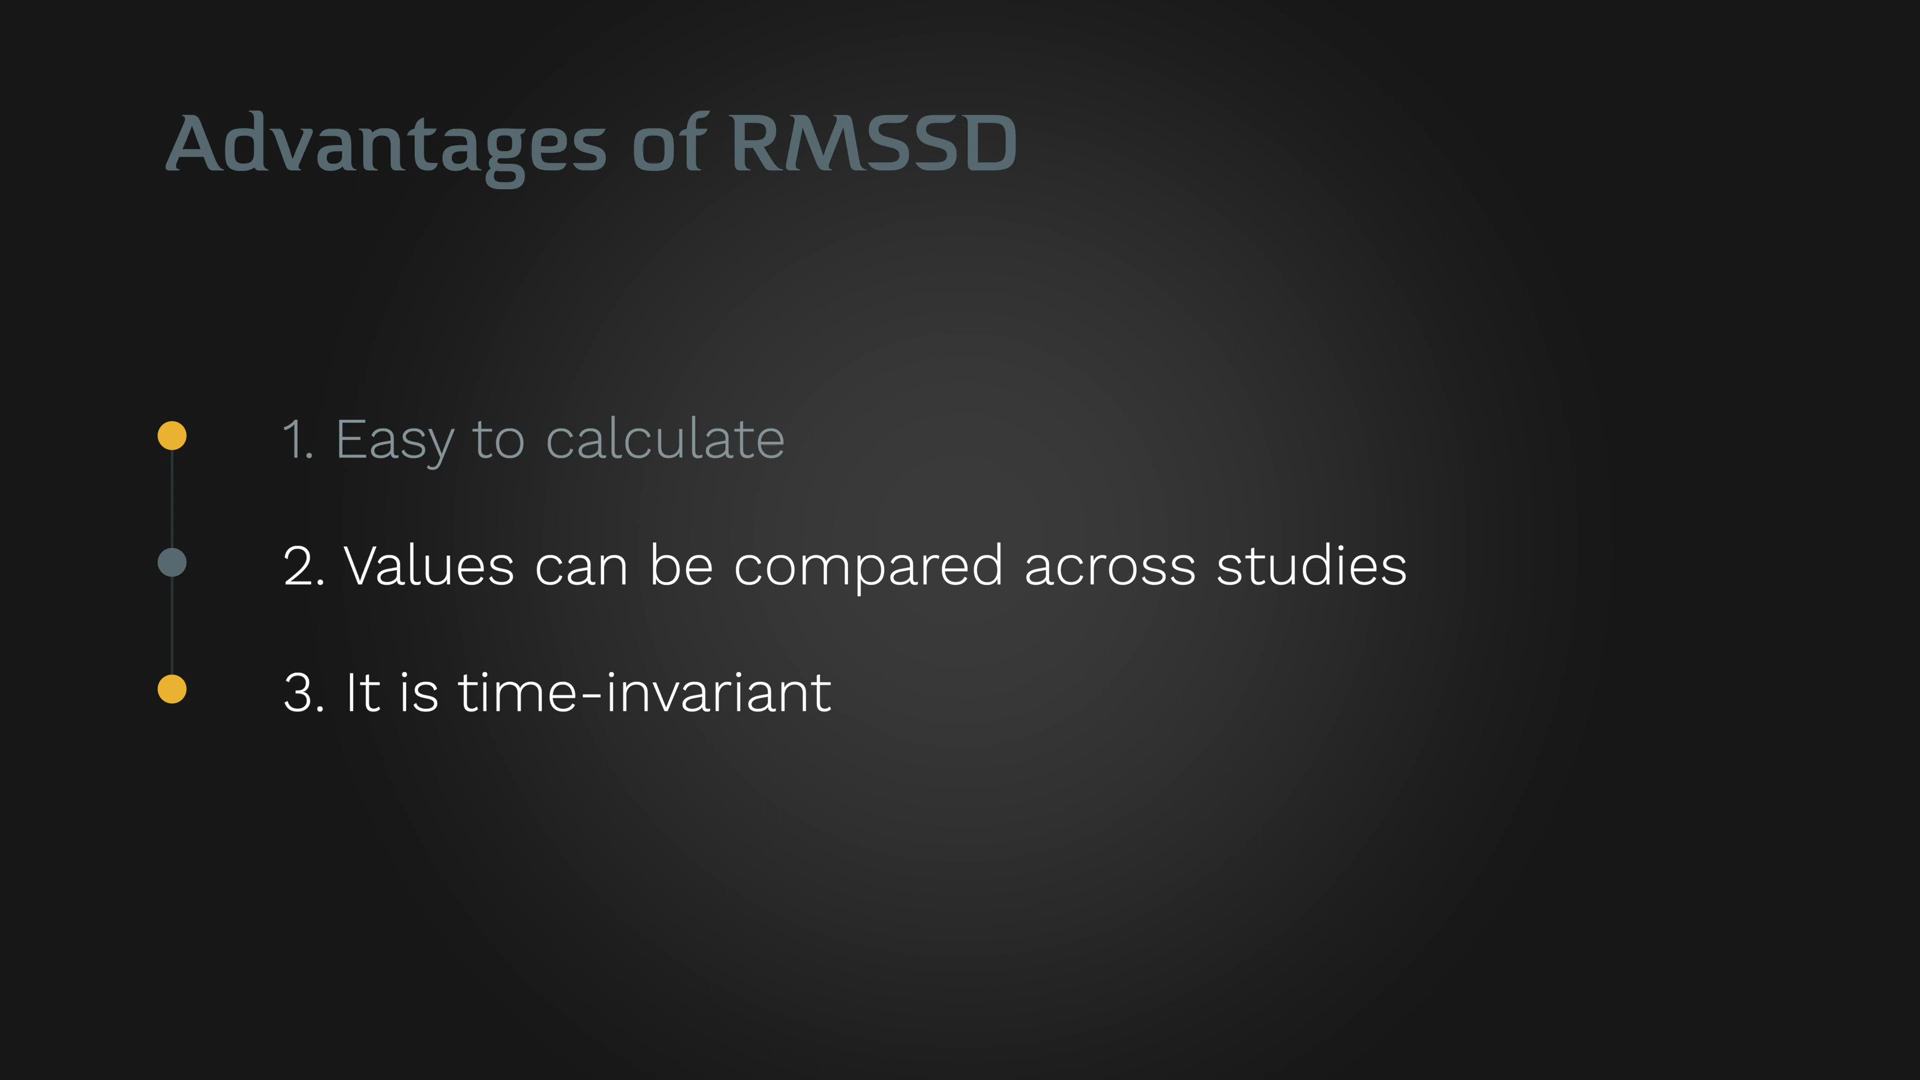 Advantages of RMSSD
1. Easy to calculate
2. Values can be compared across studies
3. It is time-invariant